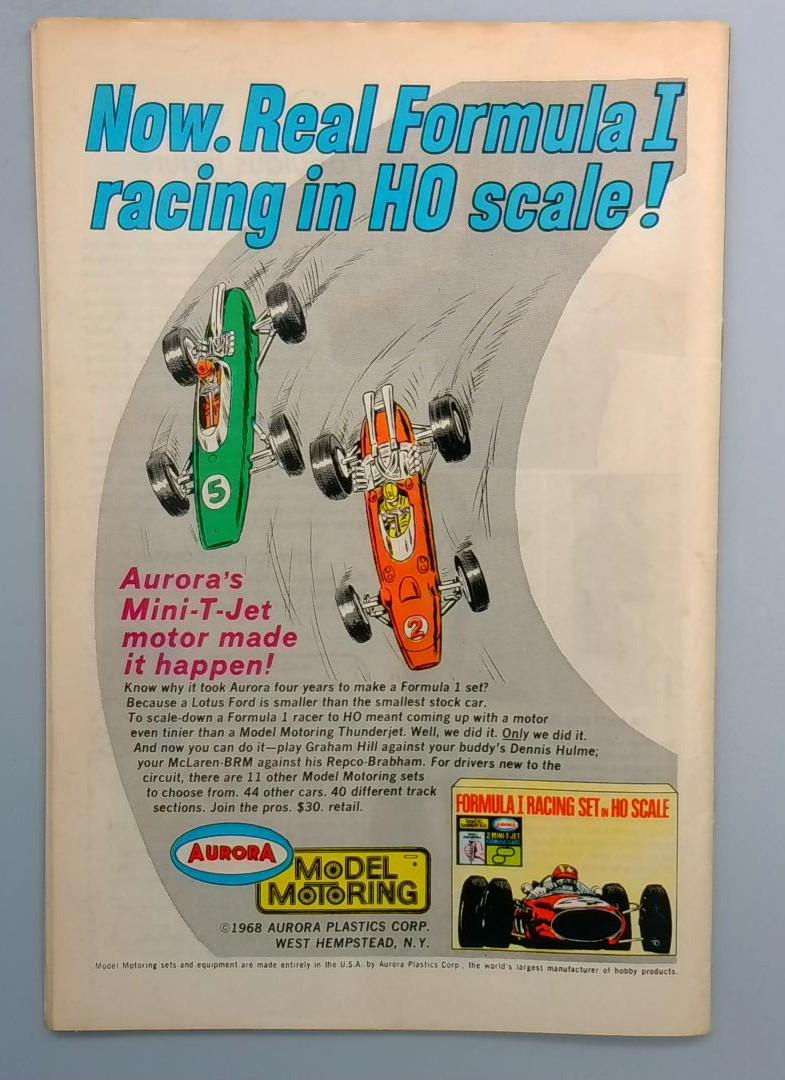 Now. Real Formula I
racing in HO scale!
5
2
Aurora's
Mini-T-Jet
motor made
it happen!
Know why it took Aurora four years to make a Formula 1 set?
Because a Lotus Ford is smaller than the smallest stock car.
To scale-down a Formula 1 racer to HO meant coming up with a motor
even tinier than a Model Motoring Thunderjet. Well, we did it. Only we did it.
And now you can do it—play Graham Hill against your buddy's Dennis Hulme;
your McLaren-BRM against his Repco-Brabham. For drivers new to the
circuit, there are 11 other Model Motoring sets
to choose from. 44 other cars. 40 different track
sections. Join the pros. $30. retail.
FORMULA I RACING SET IN HO SCALE
AURORA
2 MINI-T-JET
AURORA
MODEL
MOTORING
©1968 AURORA PLASTICS CORP.
WEST HEMPSTEAD, N.Y.
Model Motoring sets and equipment are made entirely in the U.S.A. by Aurora Plastics Corp., the world's largest manufacturer of hobby products.